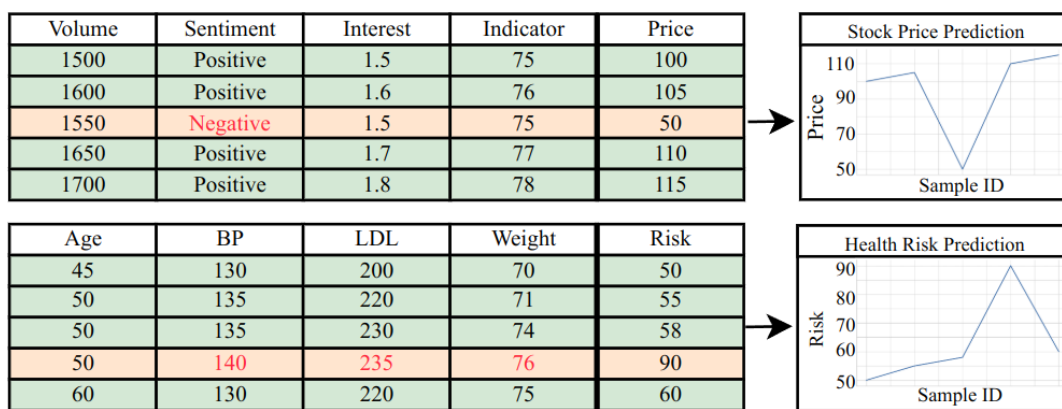 Volume Sentiment Interest Indicator Price
1500 Positive 1.5 75 100
1600 Positive 1.6 76 105
1550 Negative 1.5 75 50
1650 Positive 1.7 77 110
1700 Positive 1.8 78 115
Stock Price Prediction
110
90
70
50
Price
Sample ID
Age BP LDL Weight Risk
45 130 200 70 50
50 135 220 71 55
50 135 230 74 58
50 140 235 76 90
60 130 220 75 60
Health Risk Prediction
90
80
70
60
50
Risk
Sample ID